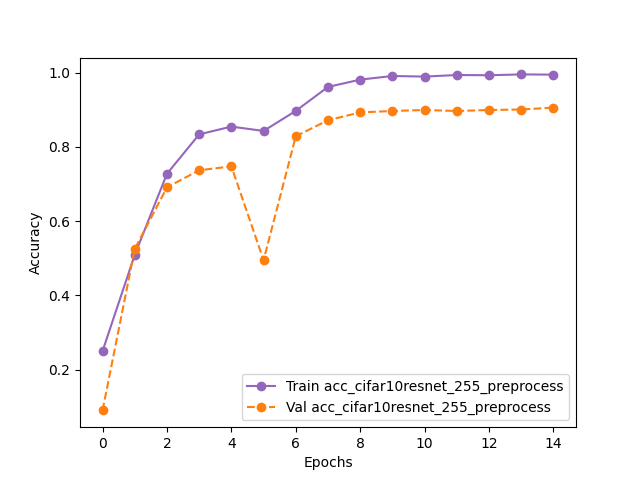 1.0
0.8
0.6
0.4
0.2
Accuracy
0 2 4 6 8 10 12 14
Epochs
Train acc_cifar10resnet_255_preprocess
Val acc_cifar10resnet_255_preprocess